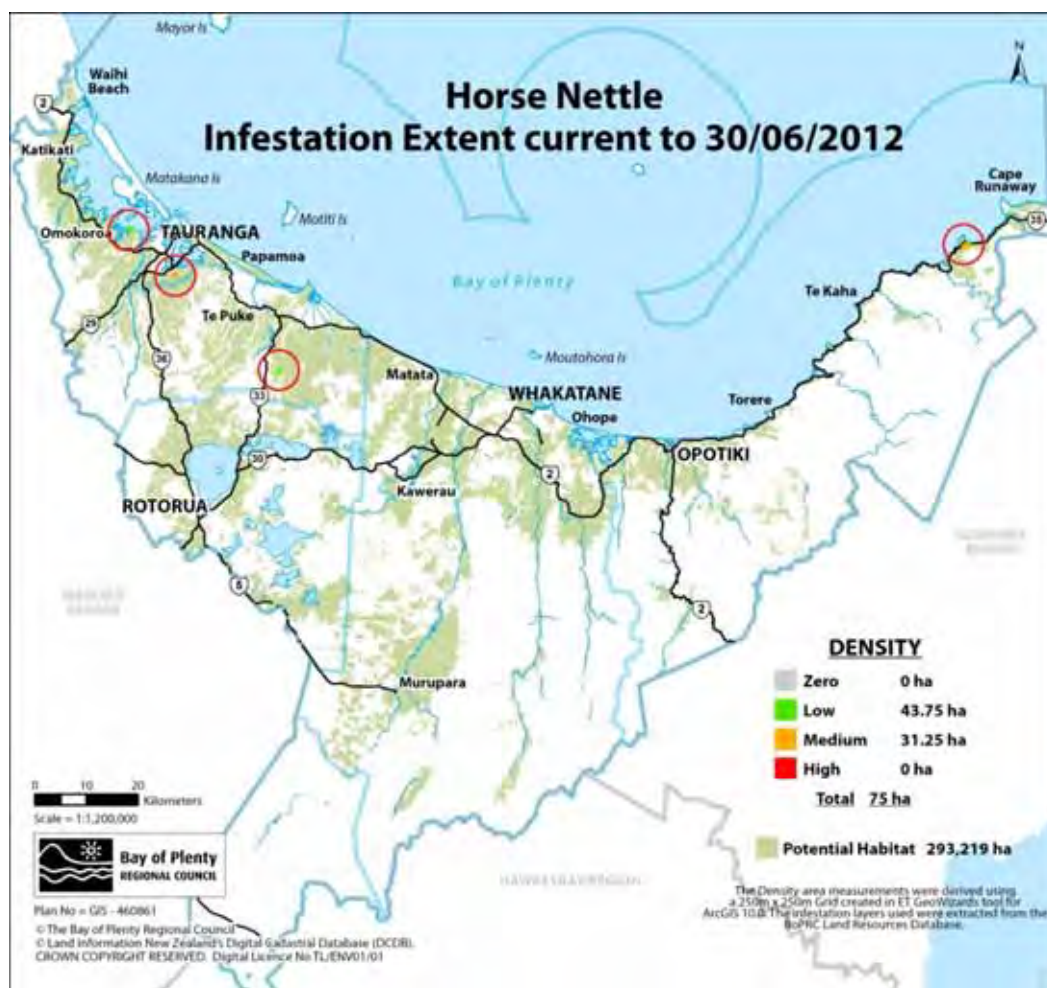 Horse Nettle
Infestation Extent current to 30/06/2012
N
Mayor Is
Waihi
Beach
2
Katikati
Matakana Is
Motiti Is
Omokoroa
TAURANGA
Papamoa
Cape
Runaway
35
Bay of Plenty
Te Kaha
29
Te Puke
36
Moutohora Is
33
Matata
WHAKATANE
Ohope
Torere
OPOTIKI
30
2
Kawerau
ROTORUA
5
2
Murupara
DENSITY
Zero 0 ha
Low 43.75 ha
Medium 31.25 ha
High 0 ha
Total 75 ha
Potential Habitat 293,219 ha
0 10 20
Kilometers
Scale = 1:1,200,000
Bay of Plenty
REGIONAL COUNCIL
HAWKES BAY REGION
Plan No = GIS - 460861
© The Bay of Plenty Regional Council
© Land Information New Zealand's Digital Cadastral Database (DCDB).
CROWN COPYRIGHT RESERVED. Digital Licence No TL/ENV01/01
The Density area measurements were derived using
a 250m x 250m Grid created in ET GeoWizards tool for
ArcGIS 10.0. The infestation layers used were extracted from the
BoPRC Land Resources Database.